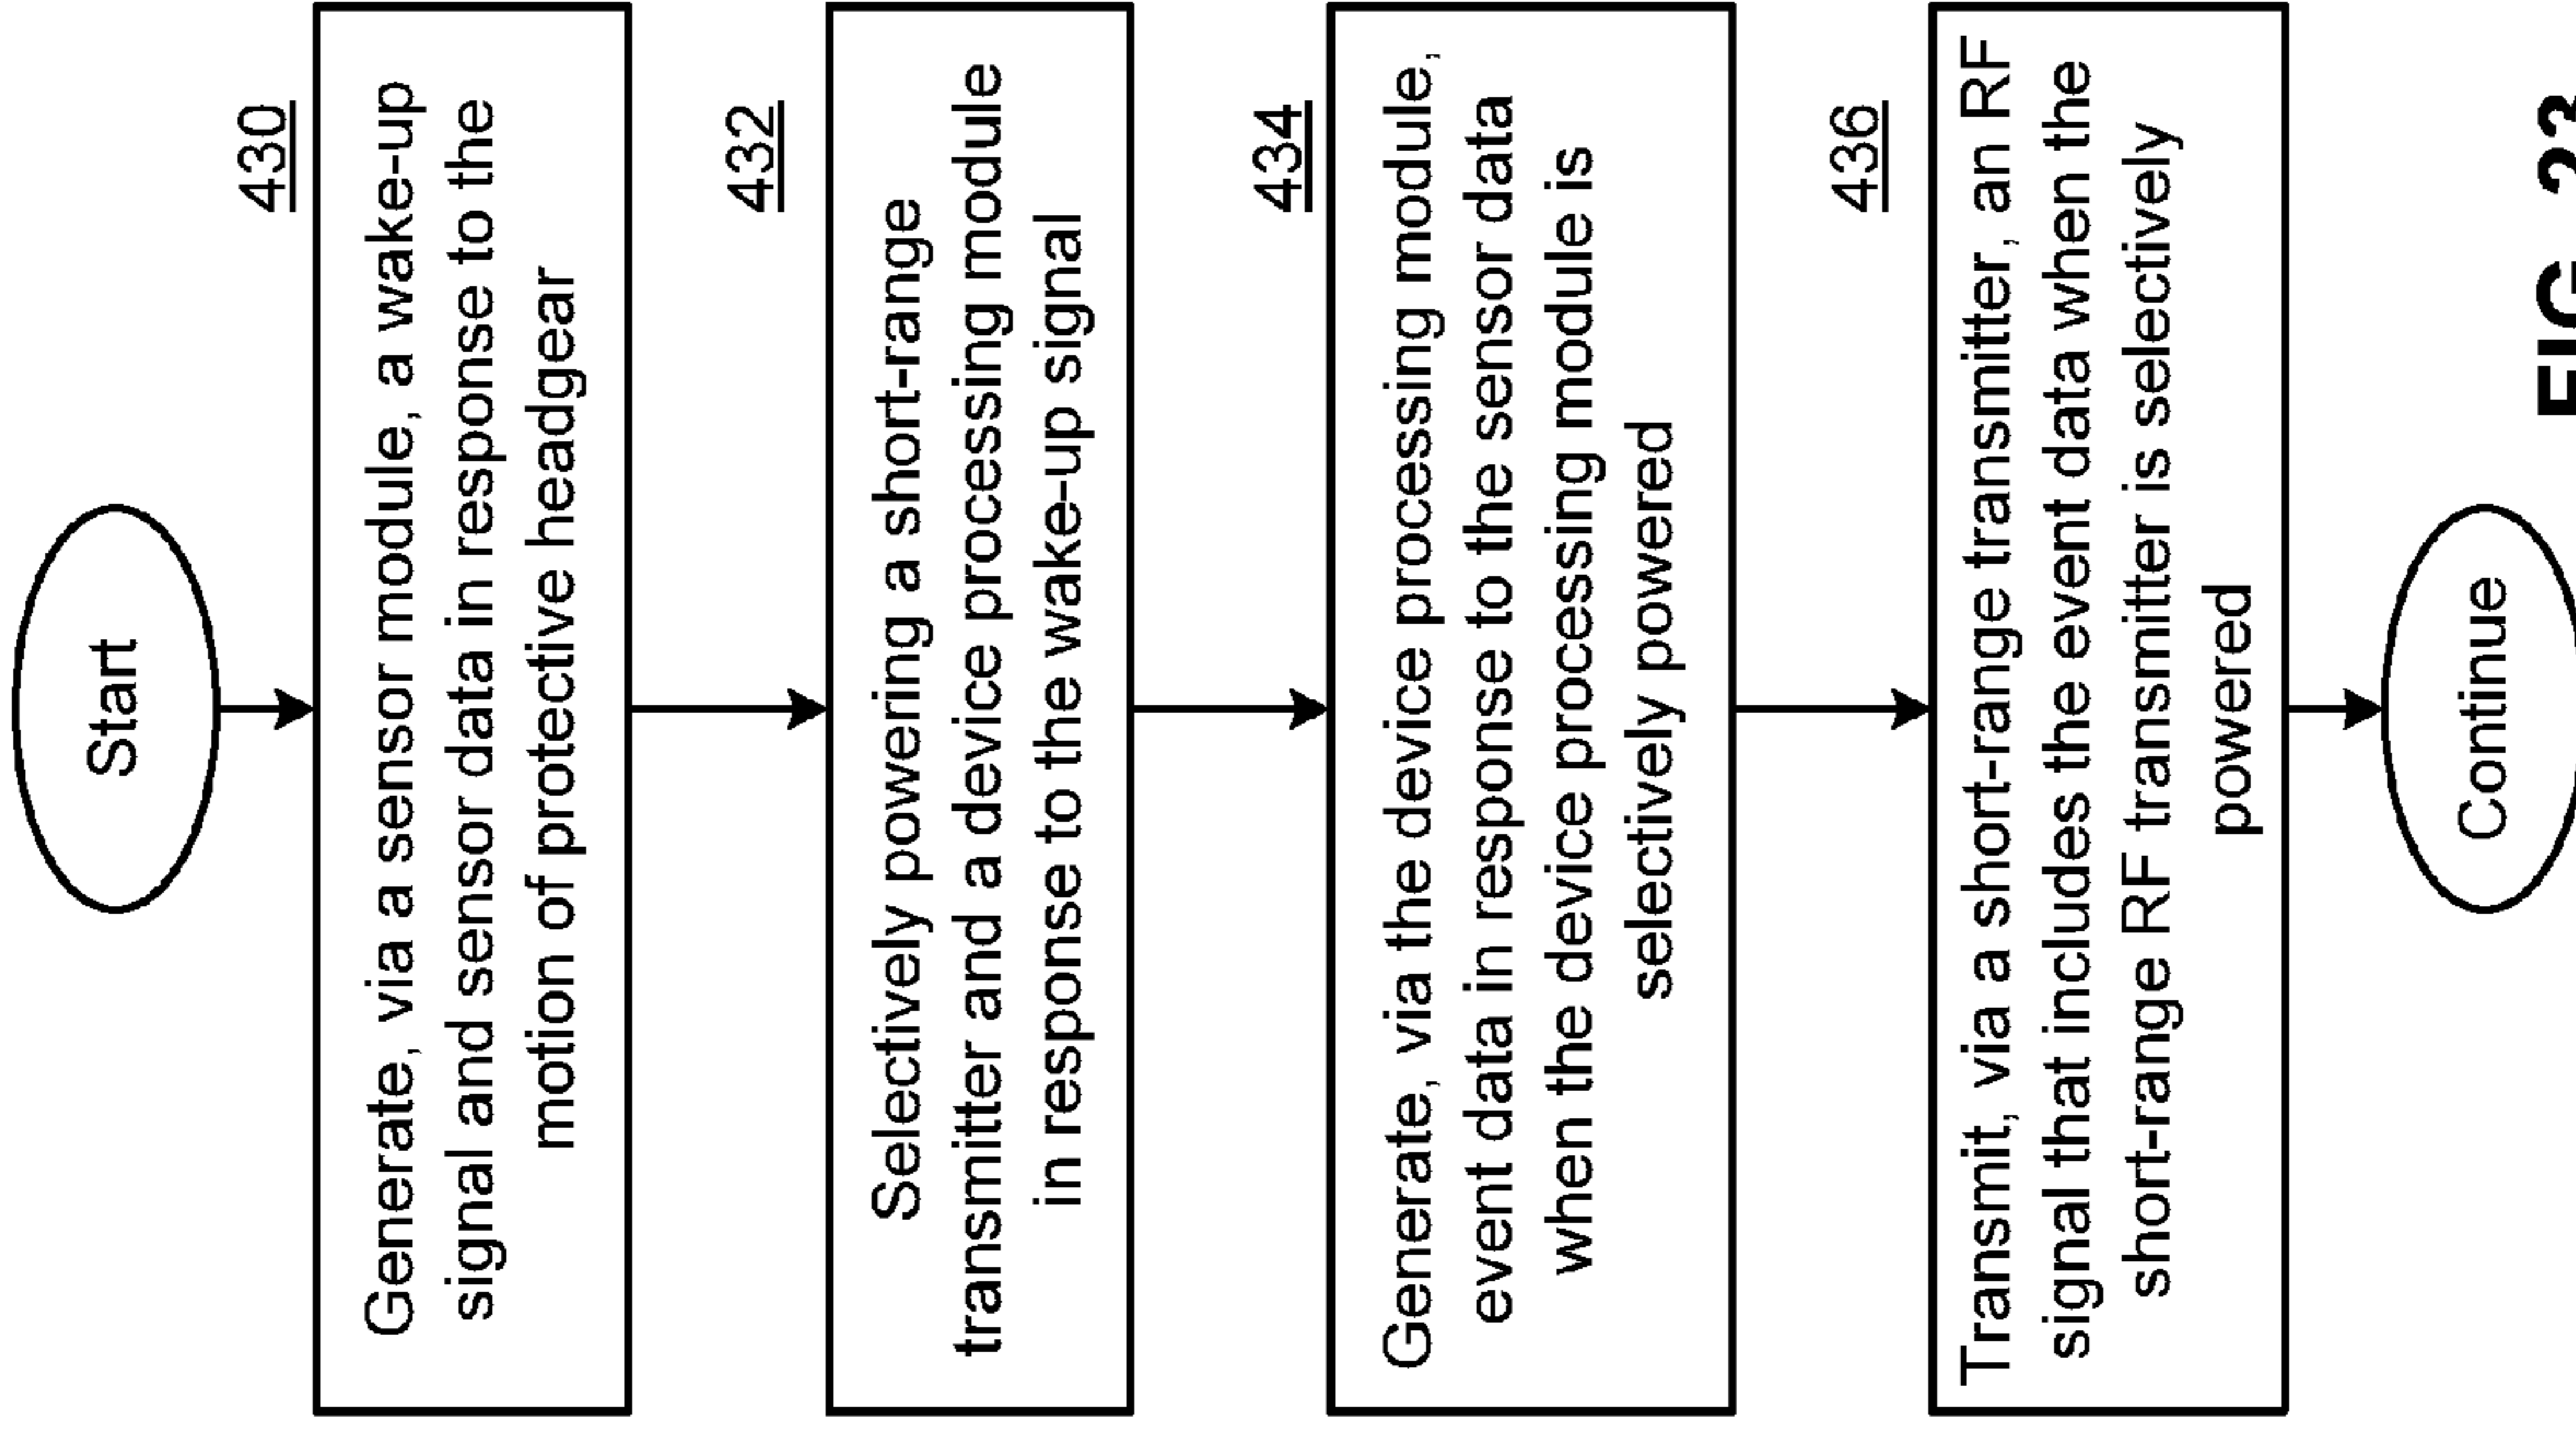 Start
430
Generate, via a sensor module, a wake-up
signal and sensor data in response to the
motion of protective headgear
432
Selectively powering a short-range
transmitter and a device processing module
in response to the wake-up signal
434
Generate, via the device processing module,
event data in response to the sensor data
when the device processing module is
selectively powered
436
Transmit, via a short-range transmitter, an RF
signal that includes the event data when the
short-range RF transmitter is selectively
powered
Continue
FIG. 23